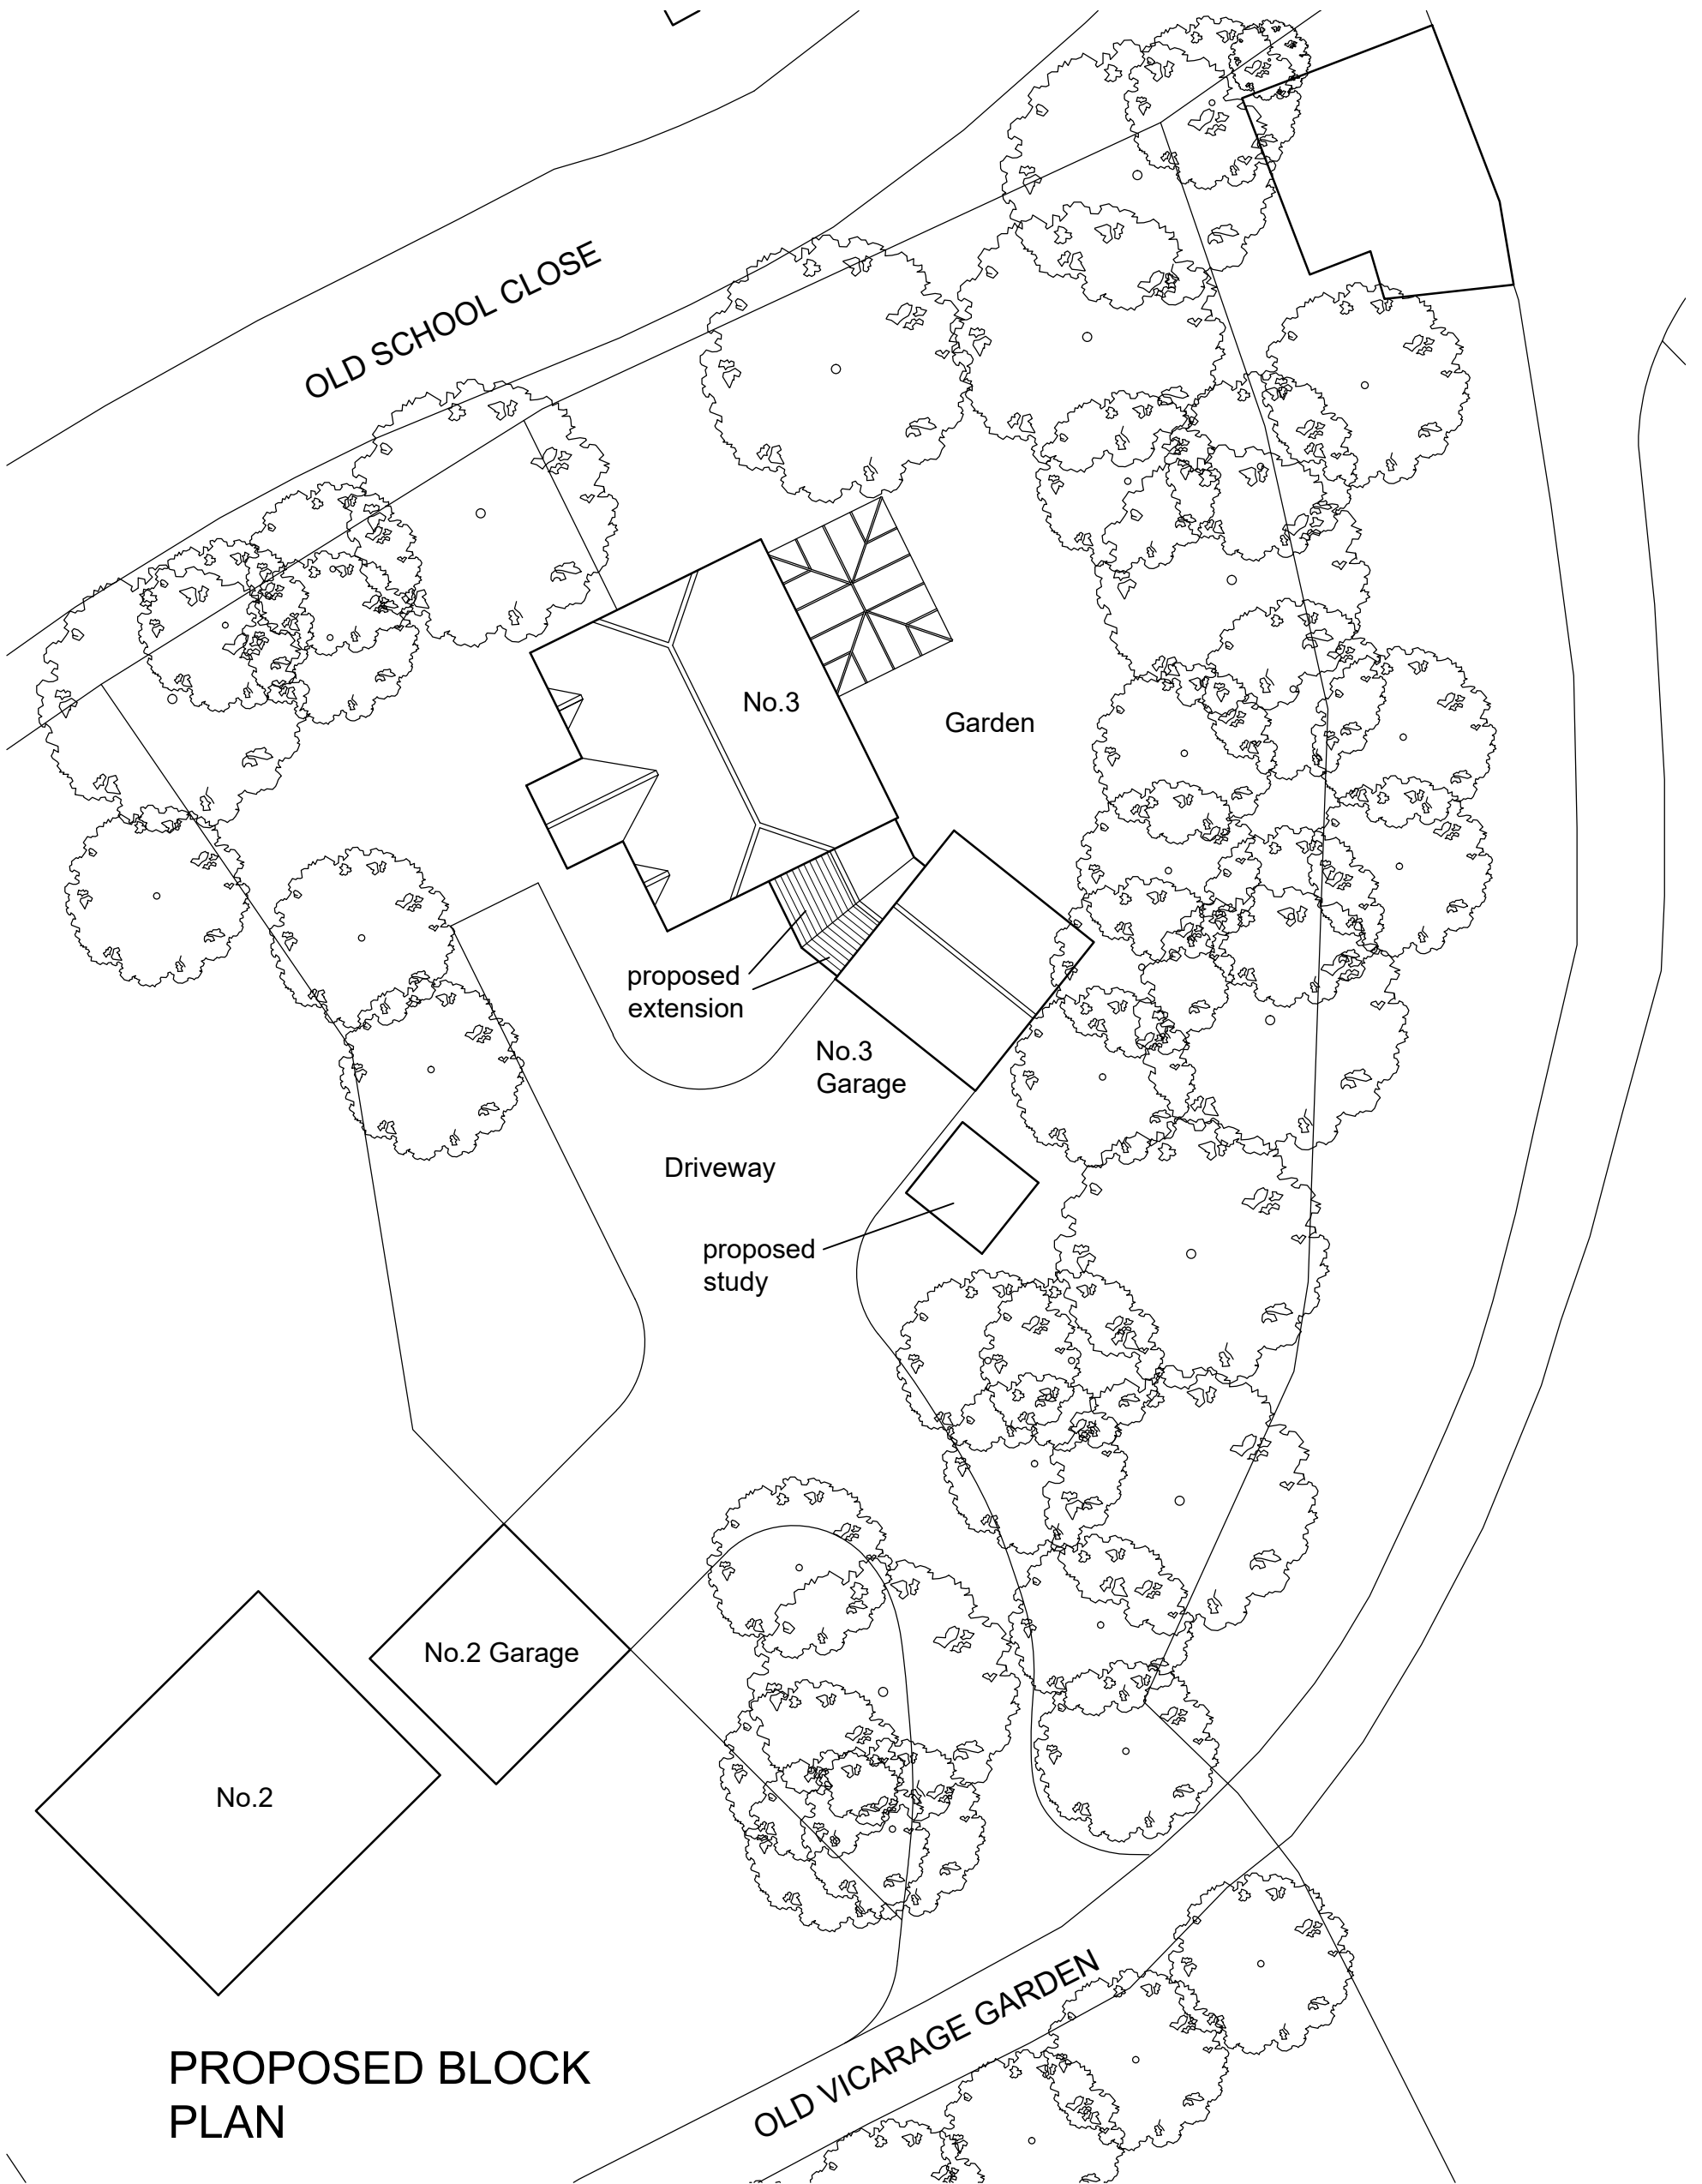 OLD SCHOOL CLOSE
No.3
Garden
proposed
extension
No.3
Garage
Driveway
proposed
study
No.2 Garage
No.2
OLD VICARAGE GARDEN
PROPOSED BLOCK
PLAN